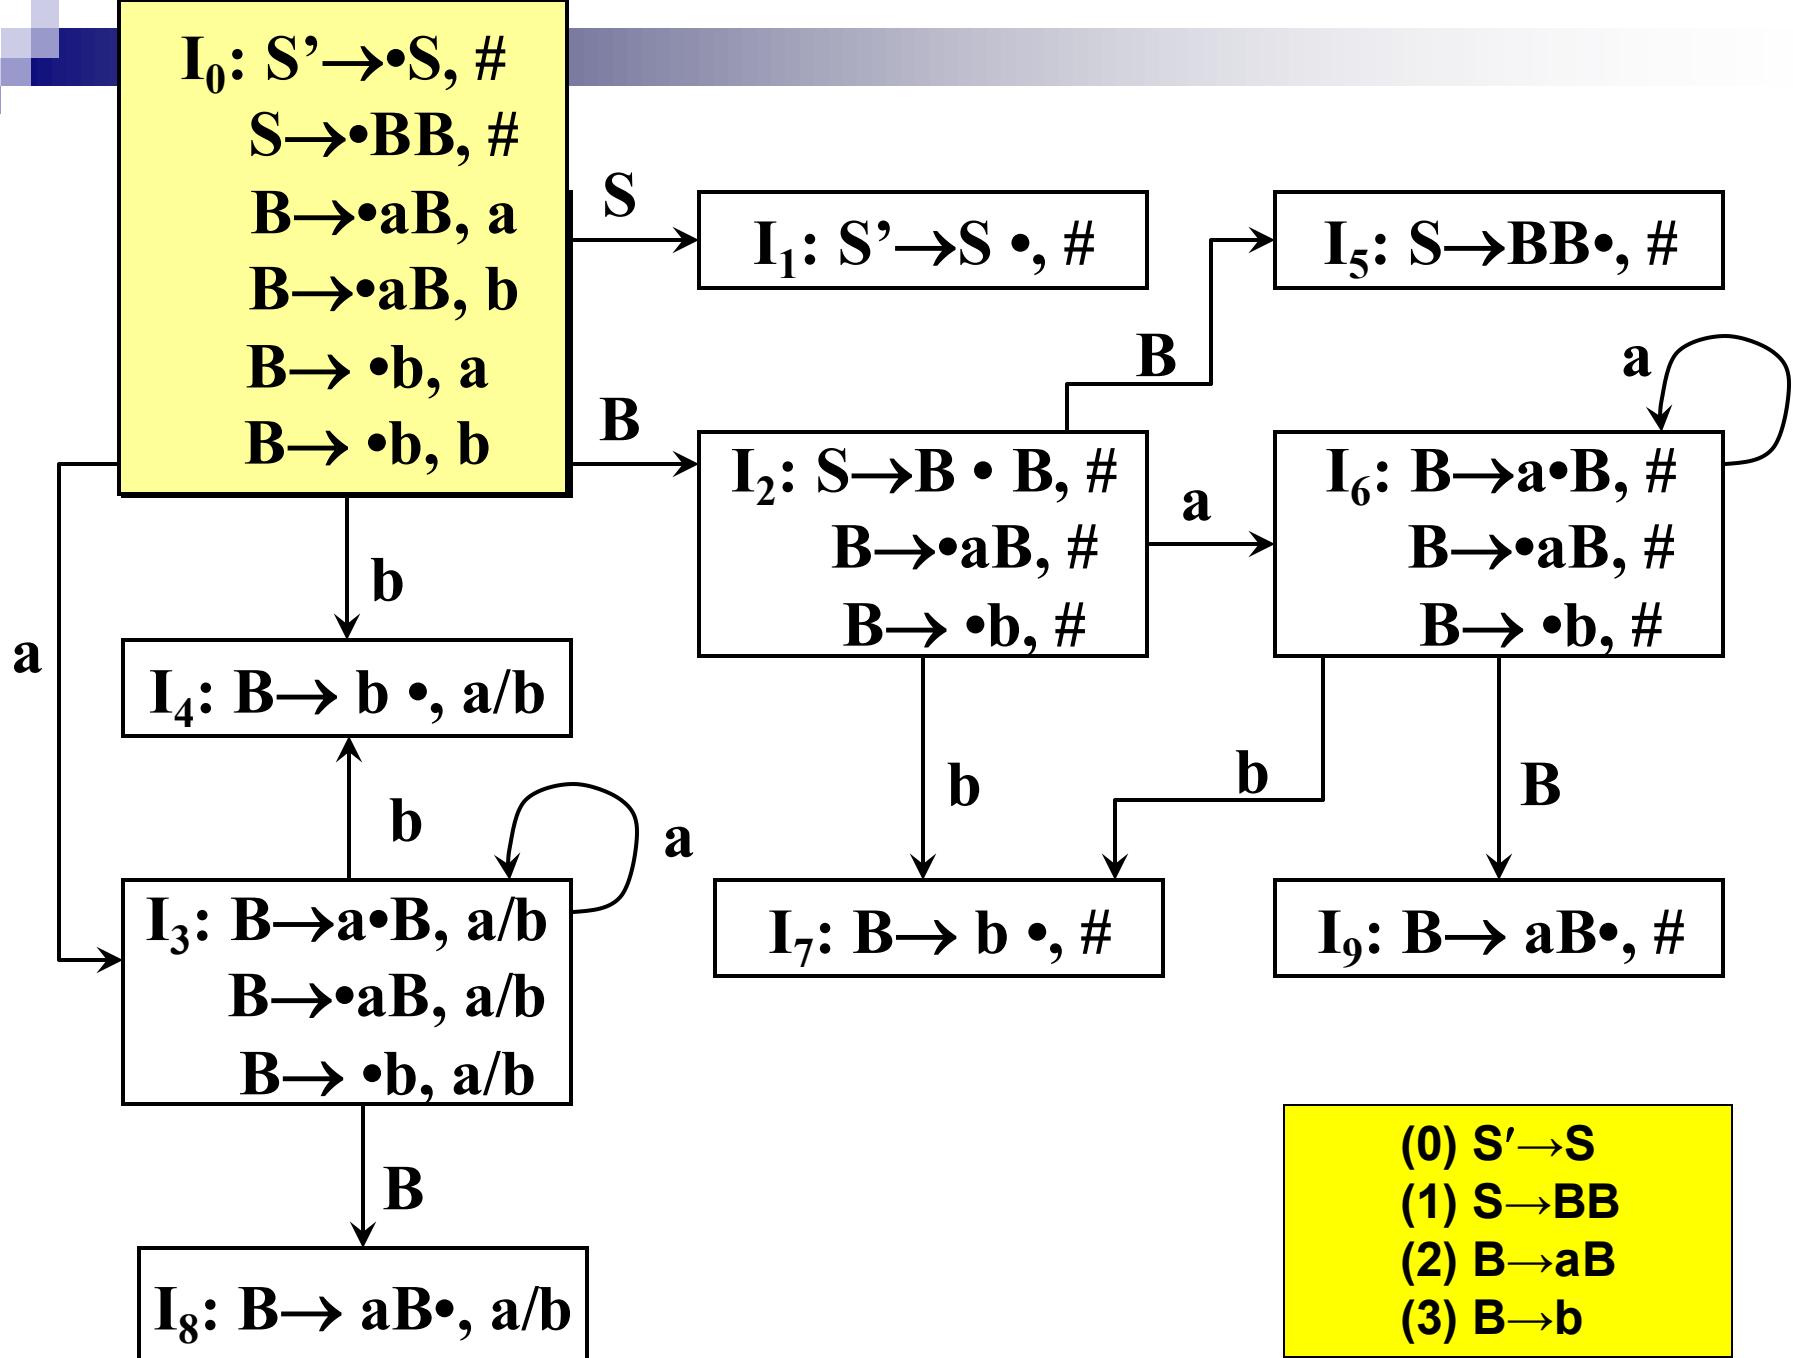 I₀: S’→•S, #
S→•BB, #
B→•aB, a
B→•aB, b
B→ •b, a
B→ •b, b
S
I₁: S’→S •, #
I₅: S→BB•, #
B
a
B
I₂: S→B • B, #
B→•aB, #
B→ •b, #
a
I₆: B→a•B, #
B→•aB, #
B→ •b, #
b
a
I₄: B→ b •, a/b
b
a
b
b
B
I₃: B→a•B, a/b
B→•aB, a/b
B→ •b, a/b
I₇: B→ b •, #
I₉: B→ aB•, #
B
I₈: B→ aB•, a/b
(0) S′→S
(1) S→BB
(2) B→aB
(3) B→b